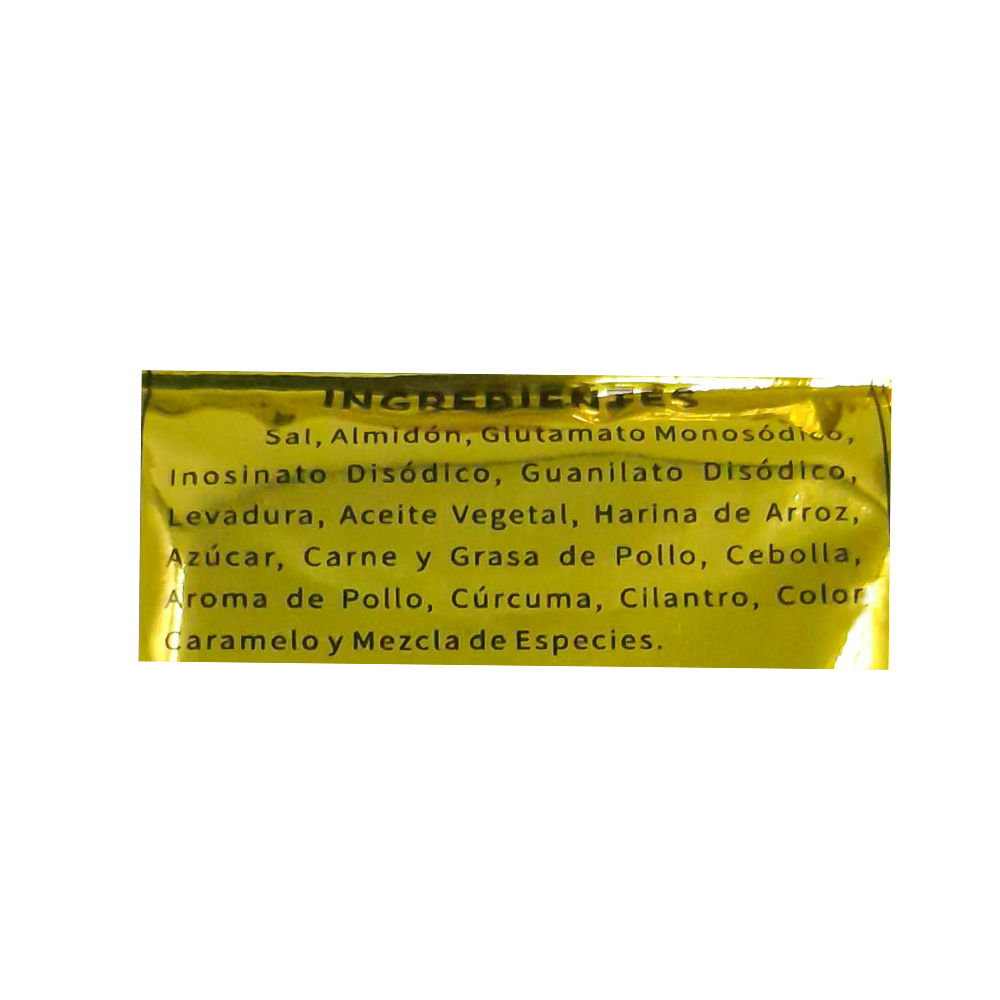 INGREDIENTES
Sal, Almidón, Glutamato Monosódico,
Inosinato Disódico, Guanilato Disódico,
Levadura, Aceite Vegetal, Harina de Arroz,
Azúcar, Carne y Grasa de Pollo, Cebolla,
Aroma de Pollo, Cúrcuma, Cilantro, Color
Caramelo y Mezcla de Especies.